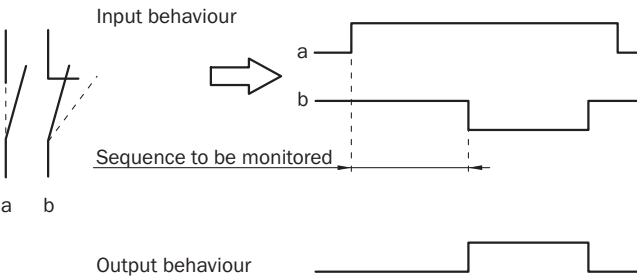 Input behaviour
a
b
Sequence to be monitored
a b
Output behaviour